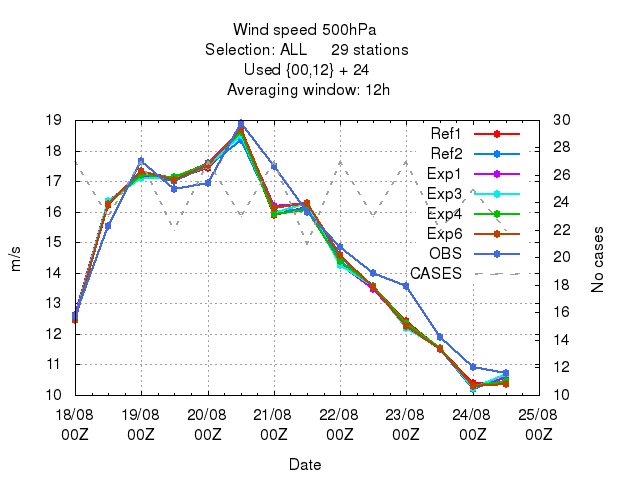 Wind speed 500hPa
Selection: ALL 29 stations
Used {00,12} + 24
Averaging window: 12h
19 30
18 28
17 26
16 24
15 22
14 20
13 18
12 16
11 14
10 12
10
m/s
No cases
Ref1
Ref2
Exp1
Exp3
Exp4
Exp6
OBS
CASES
18/08 19/08 20/08 21/08 22/08 23/08 24/08 25/08
00Z 00Z 00Z 00Z 00Z 00Z 00Z 00Z
Date